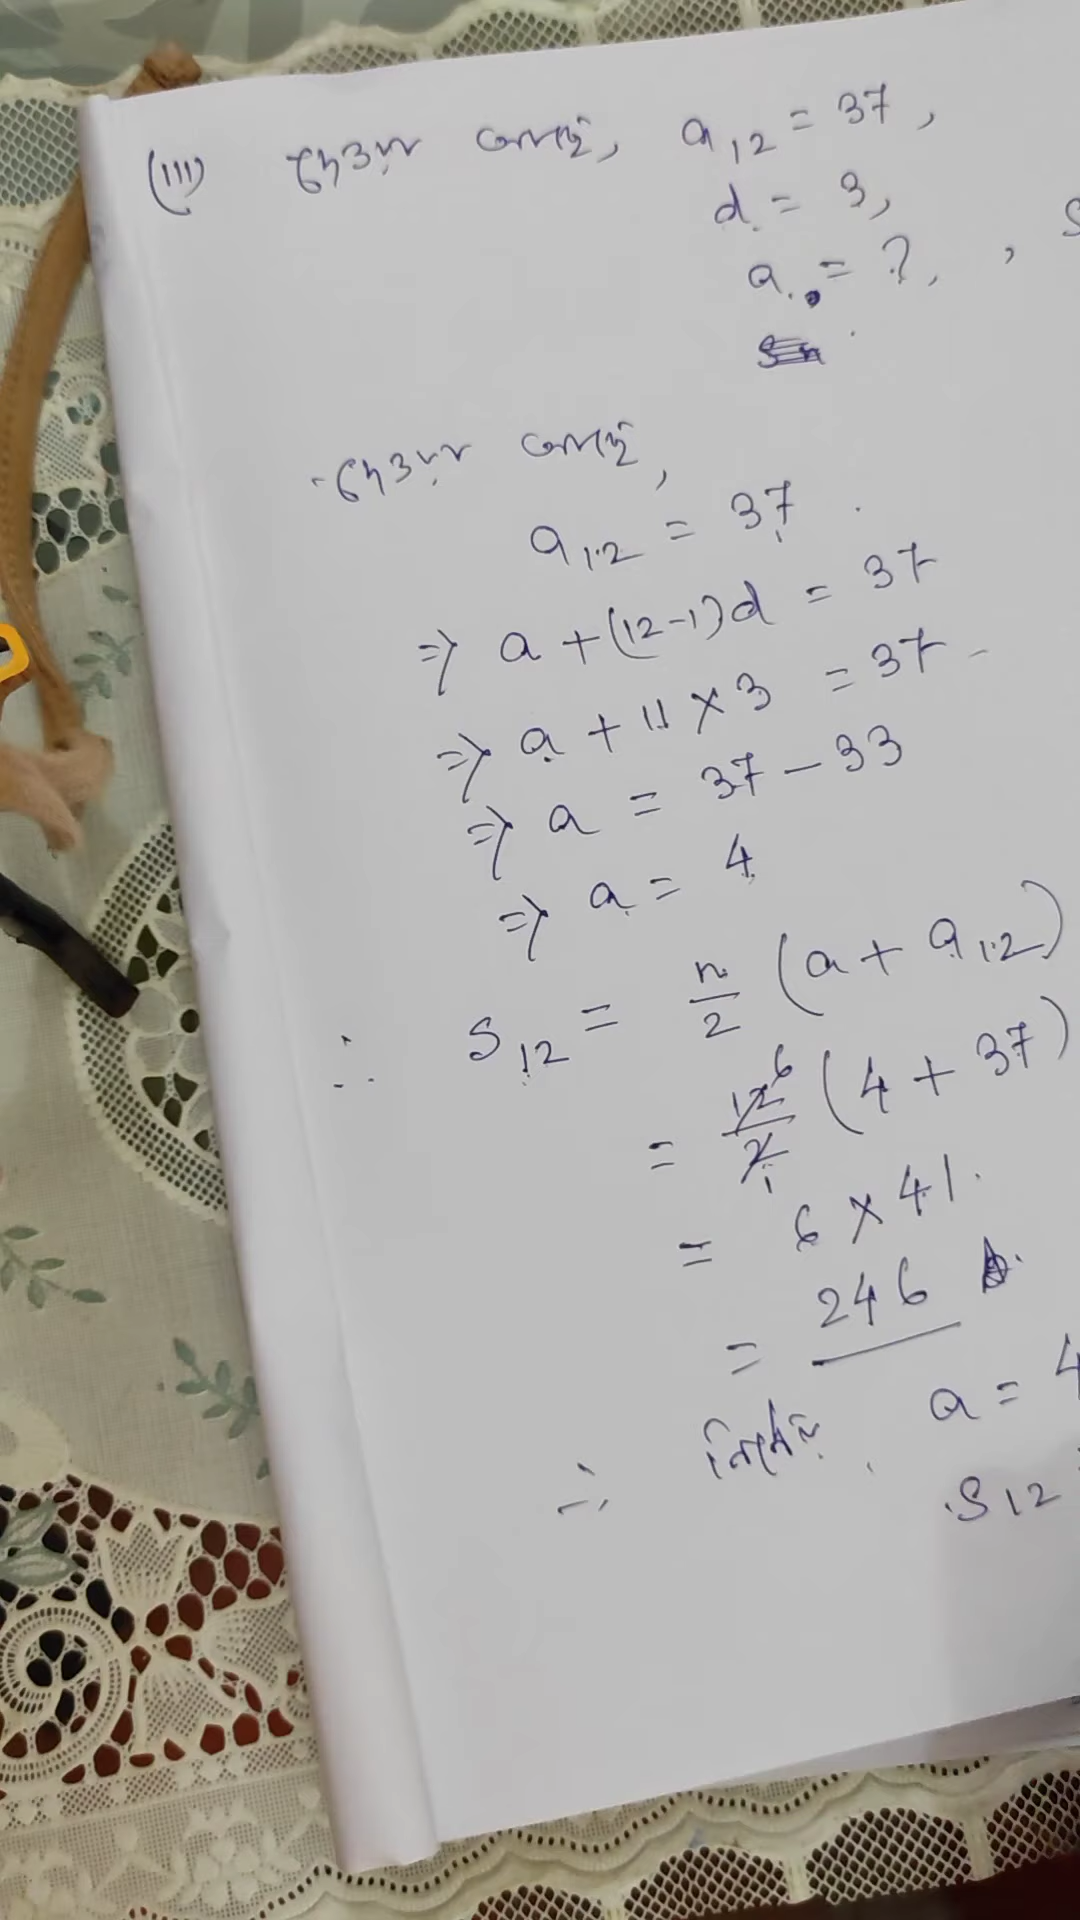 (iii) দেওয়া আছে, a₁₂ = 37,
d = 3,
a = ?, , S
দেওয়া আছে,
a₁₂ = 37
⇒ a + (12-1)d = 37
⇒ a + 11 × 3 = 37
⇒ a = 37 - 33
⇒ a = 4
∴ S₁₂ = n/2 (a + a₁₂)
= 12/2 (4 + 37)
= 6 × 41
= 246
∴ নির্ণেয় a = 4
S₁₂